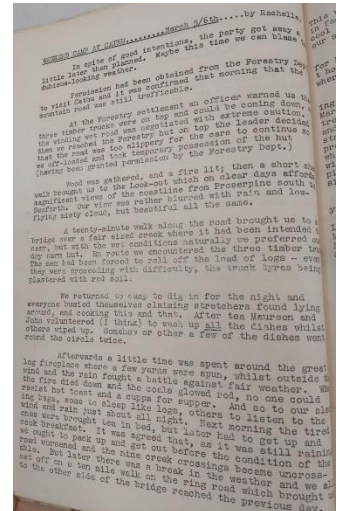 WEEKEND CAMP AT CATHU........March 5/6th.....by Rachella.
In spite of good intentions, the party got away a
little later then planned. Maybe this time we can blame
dubious-looking weather.
Permission had been obtained from the Forestry Dep
to visit Cathu and it was confirmed that morning that the
mountain road was still trafficable.
At the Forestry settlement an officer warned us th
three timber trucks were on top and could be coming down,
the winding wet road was negotiated with extreme caution.
When we reached the Forestry hut on top the leader decided
that the road was too slippery for the cars to continue so
we off-loaded and took temporary possession of the hut
(having been granted permission by the Forestry Dept.)
Wood was gathered, and a fire lit; then a short
walk brought us to the Look-out which on clear days affords
magnificent views of the coastline from Proserpine south to
Seaforth. Our view was rather blurred with rain and low-
flying misty cloud, but beautiful all the same.
A twenty-minute walk along the road brought us to
bridge over a fair sized creek where it had been intended t
camp, but with the wet conditions naturally we preferred our
dry warm hut. En route we encountered the three timber tru
The men had been forced to roll off the load of logs - even
they were proceeding with difficulty, the truck tyres being
plastered with red soil.
We returned to camp to dig in for the night and
everyone busied themselves claiming stretchers found lying
around, and cooking this and that. After tea Maureen and
John volunteered (I thing) to wash up all the dishes whilst
others wiped up. Somehow or other a few of the dishes went
round the circle twice.
Afterwards a little time was spent around the great
log fireplace where a few yarns were spun, whilst outside t
wind and the rain fought a battle against fair weather. Whe
the fire died down and the coals glowed red, no one could
resist hot toast and a cuppa for supper. And so to our slee
ing bags, some to sleep like logs, others to listen to the
wind and rain just about all night. Next morning the tired
ones were brought tea in bed, but later had to get up and
cook breakfast. It was agreed that, as it was still raining
we ought to pack up and get out before the condition of the
road worsened and the nine creek crossings became uncross-
able. But later there was a break in the weather and we al
set off on a ten mile walk on the ring road which brought us
to the other side of the bridge reached the previous day.